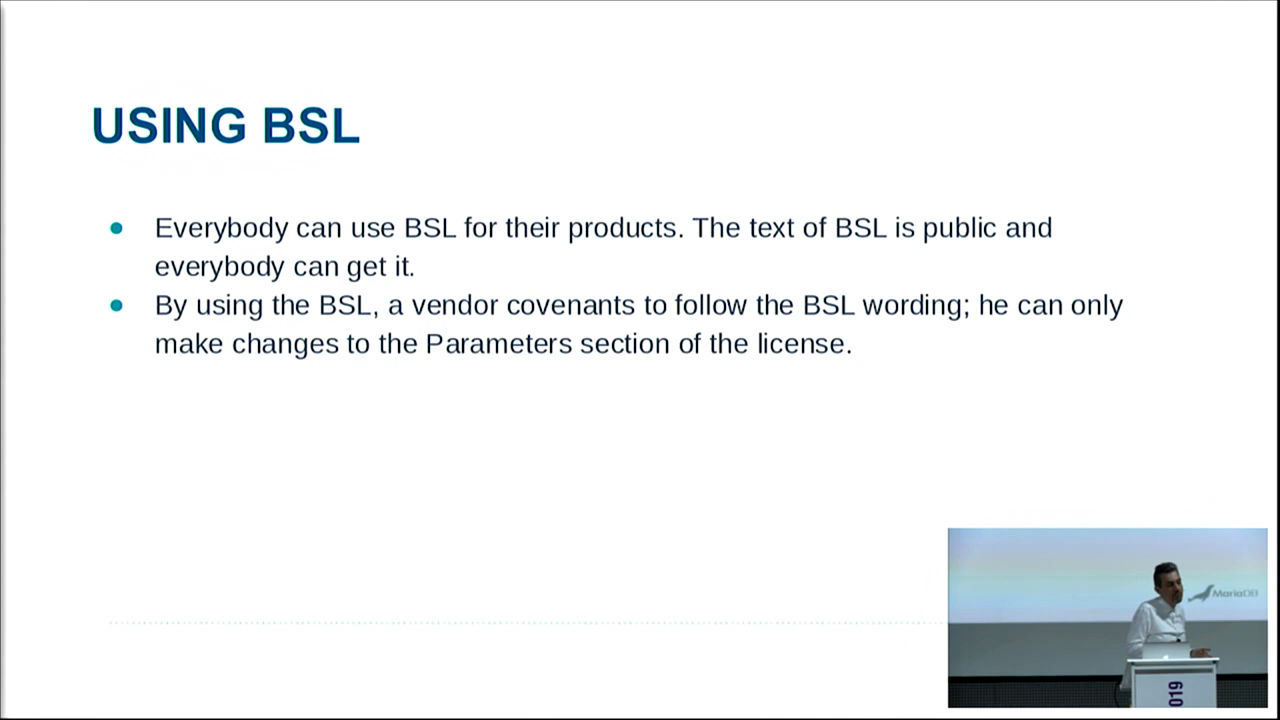 USING BSL
Everybody can use BSL for their products. The text of BSL is public and
everybody can get it.
By using the BSL, a vendor covenants to follow the BSL wording; he can only
make changes to the Parameters section of the license.
MariaDB
019